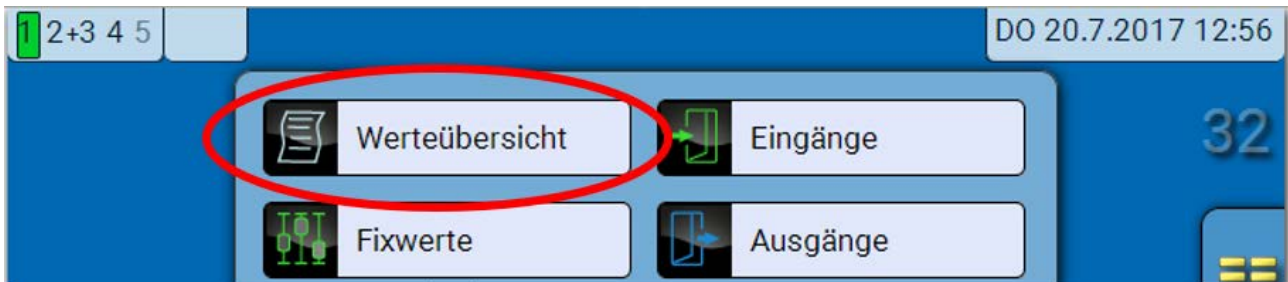 1 2+3 4 5
DO 20.7.2017 12:56
Werteübersicht
Eingänge
32
Fixwerte
Ausgänge